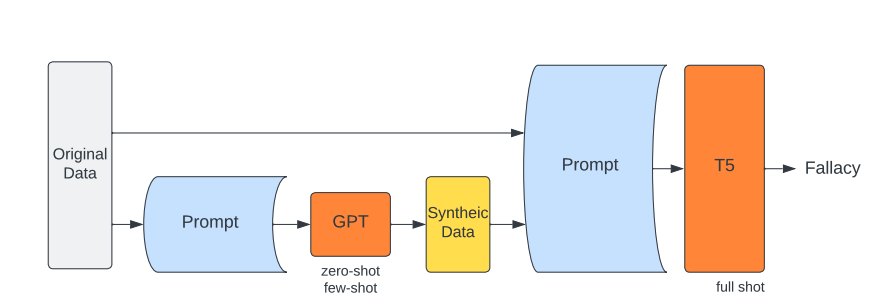 Original
Data
Prompt
GPT
zero-shot
few-shot
Syntheic
Data
Prompt
T5
full shot
Fallacy